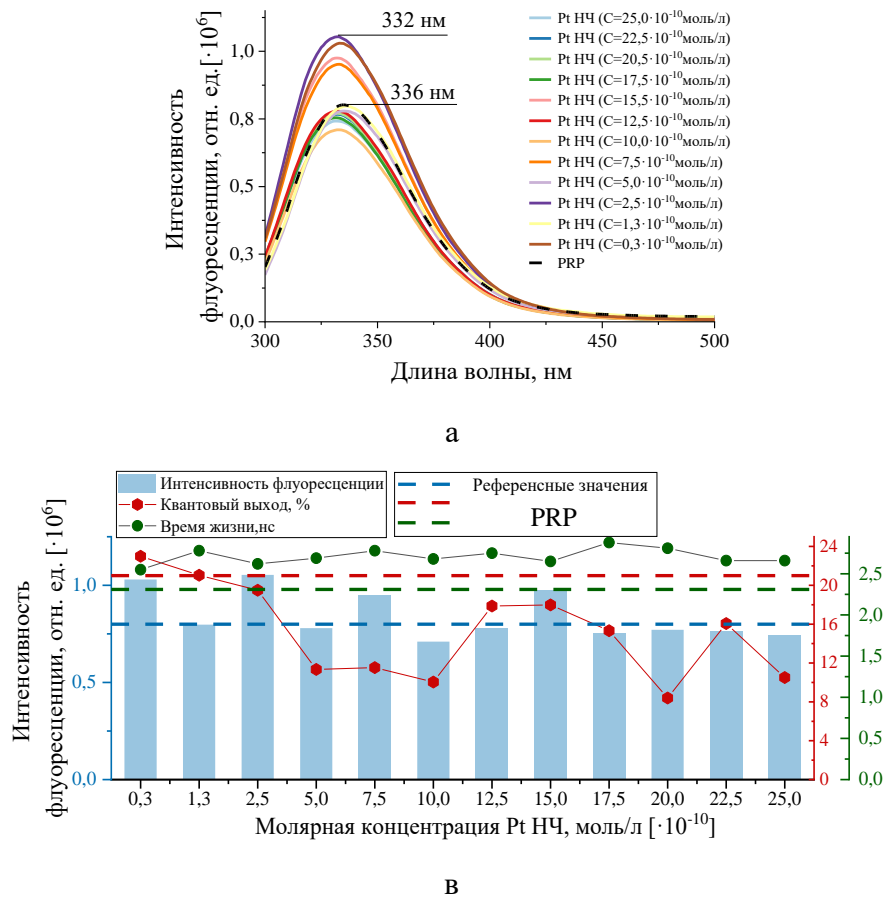 Интенсивность
флуоресценции, отн. ед.[·10⁶]
1,0
0,8
0,5
0,3
0,0
332 нм
336 нм
Pt НЧ (C=25,0·10⁻¹⁰моль/л)
Pt НЧ (C=22,5·10⁻¹⁰моль/л)
Pt НЧ (C=20,5·10⁻¹⁰моль/л)
Pt НЧ (C=17,5·10⁻¹⁰моль/л)
Pt НЧ (C=15,5·10⁻¹⁰моль/л)
Pt НЧ (C=12,5·10⁻¹⁰моль/л)
Pt НЧ (C=10,0·10⁻¹⁰моль/л)
Pt НЧ (C=7,5·10⁻¹⁰моль/л)
Pt НЧ (C=5,0·10⁻¹⁰моль/л)
Pt НЧ (C=2,5·10⁻¹⁰моль/л)
Pt НЧ (C=1,3·10⁻¹⁰моль/л)
Pt НЧ (C=0,3·10⁻¹⁰моль/л)
PRP
300 350 400 450 500
Длина волны, нм
а
Интенсивность флуоресценции
Квантовый выход, %
Время жизни,нс
Референсные значения
PRP
Интенсивность
флуоресценции, отн. ед. [·10⁶]
1,0
0,5
0,0
24
20
16
12
8
4
0
2,5
2,0
1,5
1,0
0,5
0,0
0,3 1,3 2,5 5,0 7,5 10,0 12,5 15,0 17,5 20,0 22,5 25,0
Молярная концентрация Pt НЧ, моль/л [·10⁻¹⁰]
в